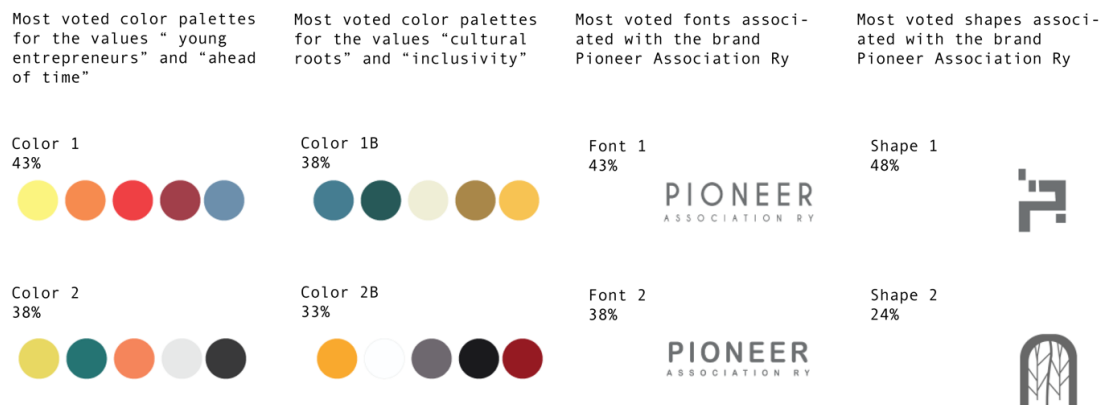 Most voted color palettes
for the values “ young
entrepreneurs” and “ahead
of time”
Most voted color palettes
for the values “cultural
roots” and “inclusivity”
Most voted fonts associ-
ated with the brand
Pioneer Association Ry
Most voted shapes associ-
ated with the brand
Pioneer Association Ry
Color 1
43%
Color 1B
38%
Font 1
43%
PIONEER
ASSOCIATION RY
Shape 1
48%
Color 2
38%
Color 2B
33%
Font 2
38%
PIONEER
ASSOCIATION RY
Shape 2
24%